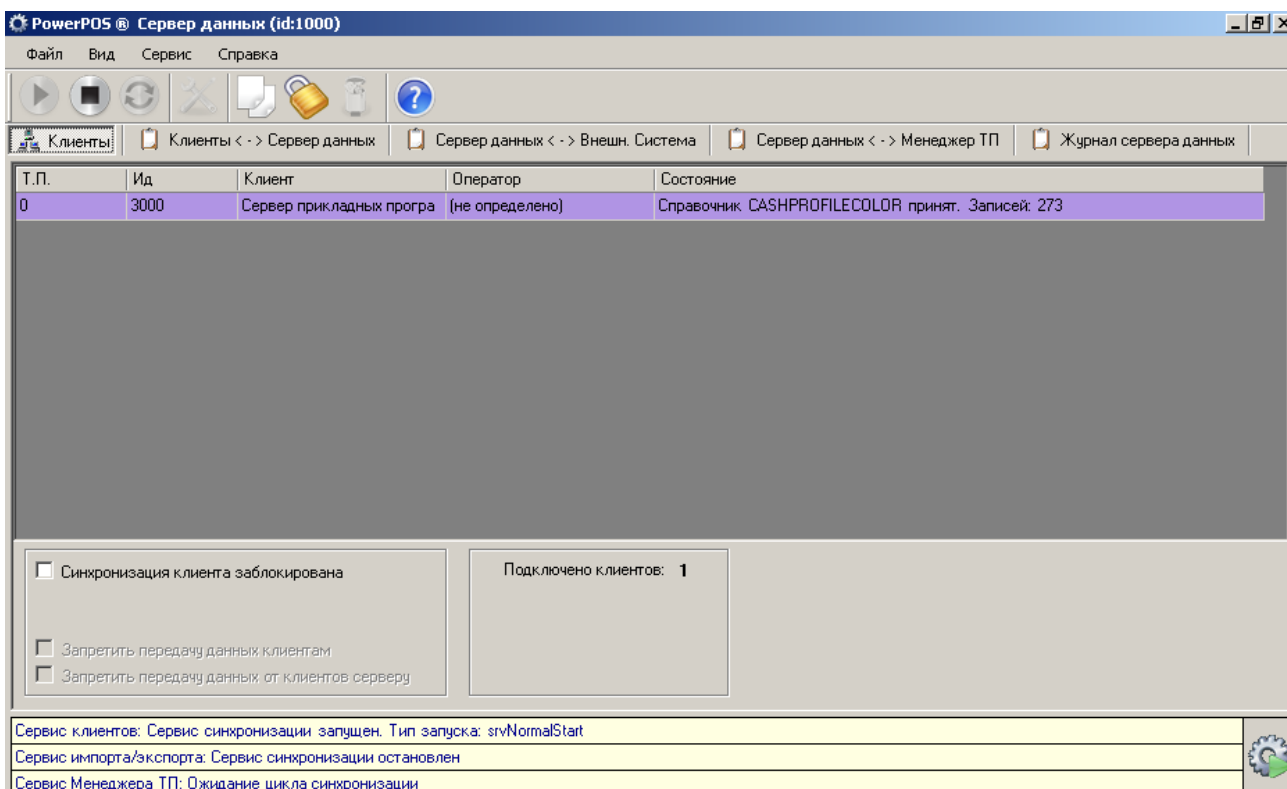 PowerPOS ® Сервер данных (id:1000)
Файл Вид Сервис Справка
Клиенты Клиенты < - > Сервер данных Сервер данных < - > Внешн. Система Сервер данных < - > Менеджер ТП Журнал сервера данных
Т.П. Ид Клиент Оператор Состояние
0 3000 Сервер прикладных програ (не определено) Справочник CASHPROFILECOLOR принят. Записей: 273
Синхронизация клиента заблокирована
Подключено клиентов: 1
Запретить передачу данных клиентам
Запретить передачу данных от клиентов серверу
Сервис клиентов: Сервис синхронизации запущен. Тип запуска: srvNormalStart
Сервис импорта/экспорта: Сервис синхронизации остановлен
Сервис Менеджера ТП: Ожидание цикла синхронизации